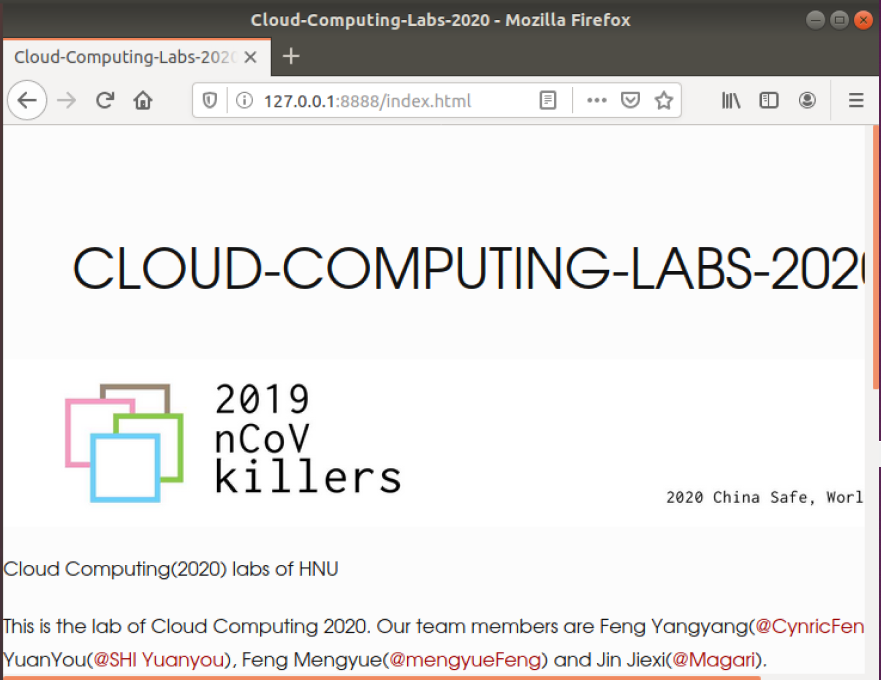 Cloud-Computing-Labs-2020 - Mozilla Firefox
Cloud-Computing-Labs-202
127.0.0.1:8888/index.html
CLOUD-COMPUTING-LABS-202
2019
nCoV
killers
2020 China Safe, Worl
Cloud Computing(2020) labs of HNU
This is the lab of Cloud Computing 2020. Our team members are Feng Yangyang(@CynricFen
YuanYou(@SHI Yuanyou), Feng Mengyue(@mengyueFeng) and Jin Jiexi(@Magari).